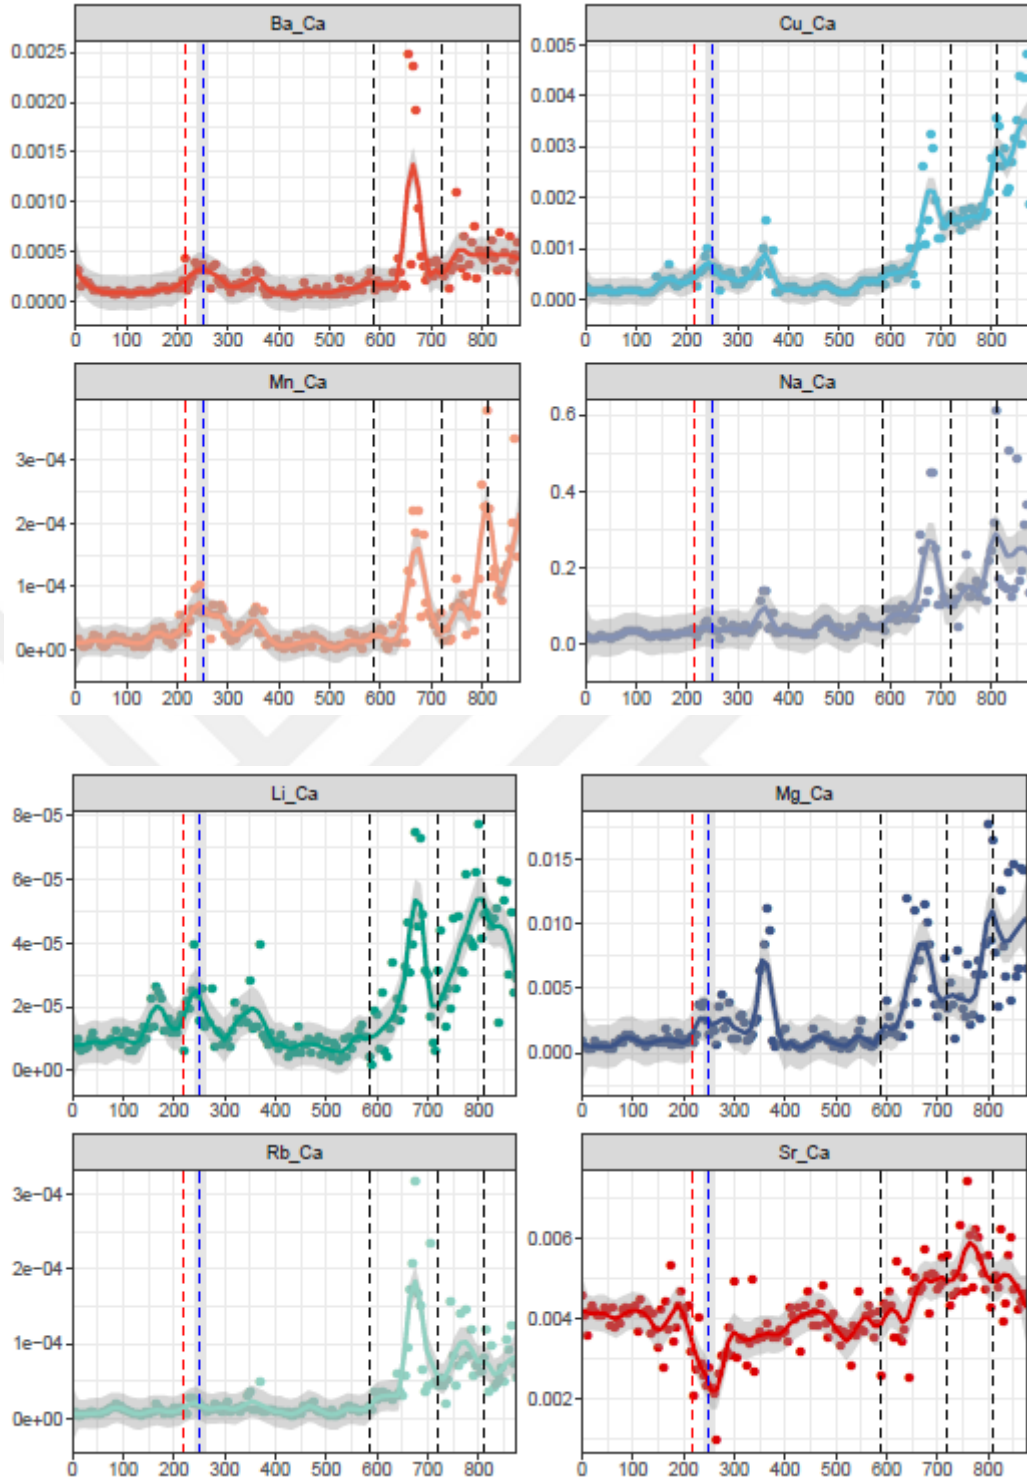 Ba_Ca
0.0025
0.0020
0.0015
0.0010
0.0005
0.0000
0 100 200 300 400 500 600 700 800
Cu_Ca
0.005
0.004
0.003
0.002
0.001
0.000
0 100 200 300 400 500 600 700 800
Mn_Ca
3e−04
2e−04
1e−04
0e+00
0 100 200 300 400 500 600 700 800
Na_Ca
0.6
0.4
0.2
0.0
0 100 200 300 400 500 600 700 800
Li_Ca
8e−05
6e−05
4e−05
2e−05
0e+00
0 100 200 300 400 500 600 700 800
Mg_Ca
0.015
0.010
0.005
0.000
0 100 200 300 400 500 600 700 800
Rb_Ca
3e−04
2e−04
1e−04
0e+00
0 100 200 300 400 500 600 700 800
Sr_Ca
0.006
0.004
0.002
0 100 200 300 400 500 600 700 800